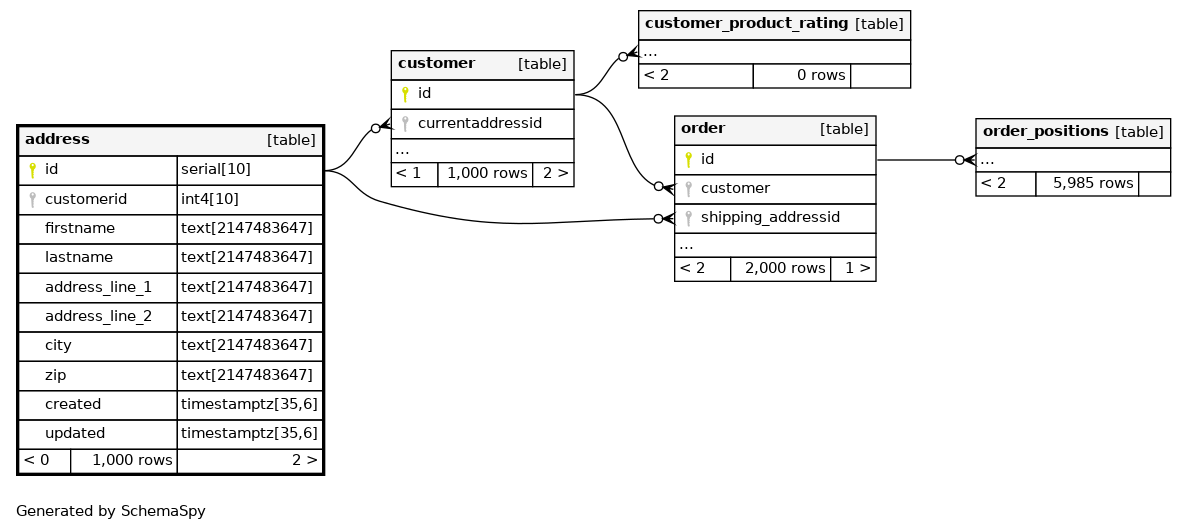 customer_product_rating [table]
...
< 2 0 rows
customer [table]
id
currentaddressid
...
< 1 1,000 rows 2 >
order [table]
id
customer
shipping_addressid
...
< 2 2,000 rows 1 >
order_positions [table]
...
< 2 5,985 rows
address [table]
id serial[10]
customerid int4[10]
firstname text[2147483647]
lastname text[2147483647]
address_line_1 text[2147483647]
address_line_2 text[2147483647]
city text[2147483647]
zip text[2147483647]
created timestamptz[35,6]
updated timestamptz[35,6]
< 0 1,000 rows 2 >
Generated by SchemaSpy